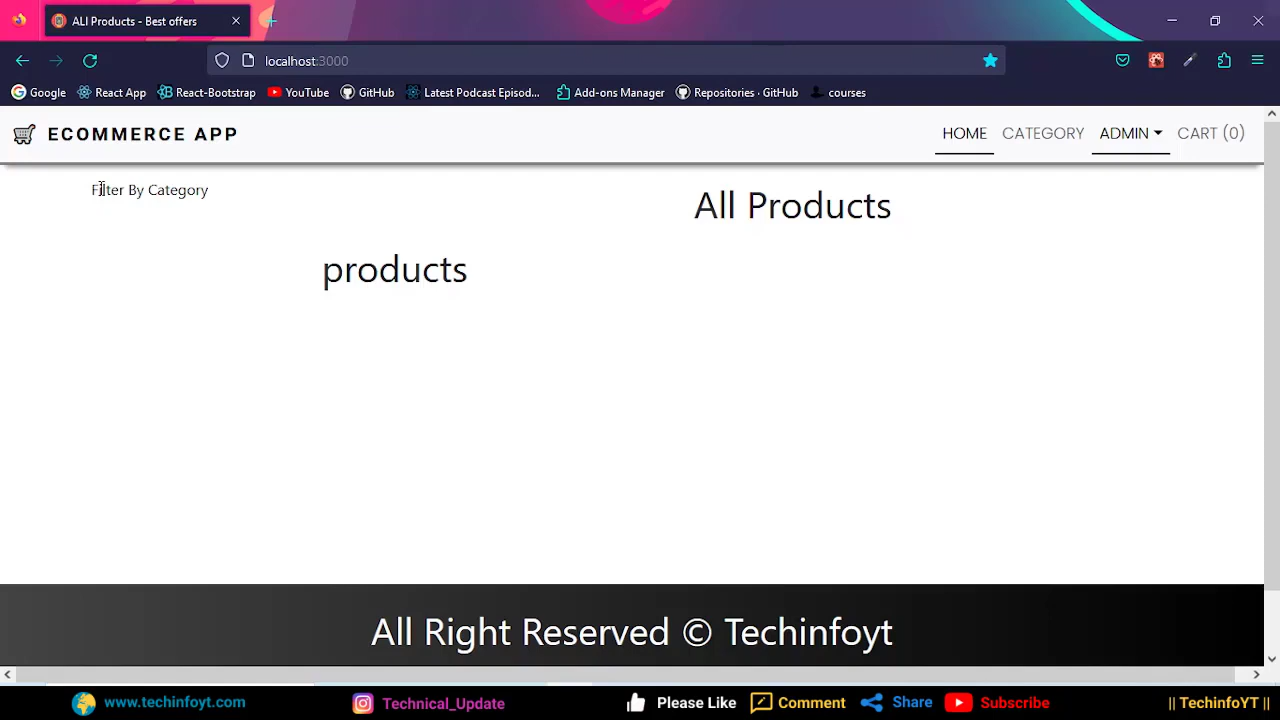 ALl Products - Best offers
localhost:3000
Google
React App
React-Bootstrap
YouTube
GitHub
Latest Podcast Episod...
Add-ons Manager
Repositories · GitHub
courses
ECOMMERCE APP
HOME
CATEGORY
ADMIN
CART (0)
Filter By Category
All Products
products
All Right Reserved © Techinfoyt
www.techinfoyt.com
Technical_Update
Please Like
Comment
Share
Subscribe
|| TechinfoYT ||